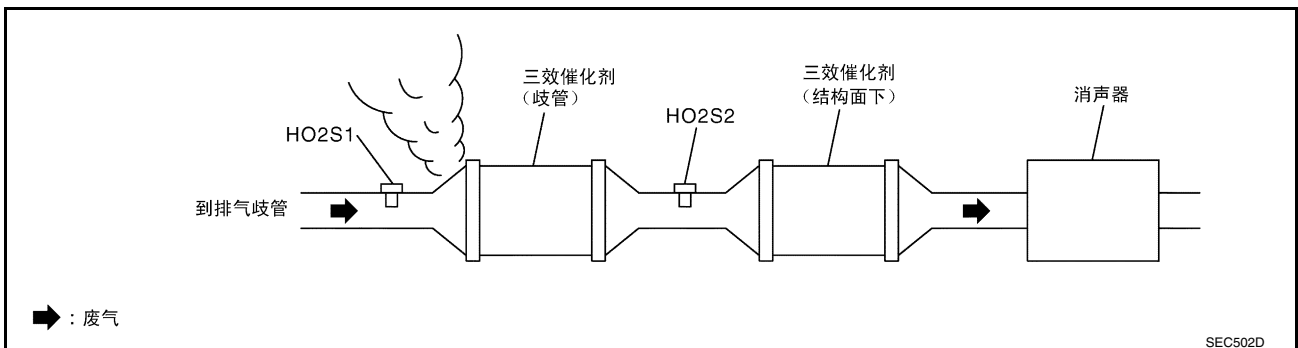 三效催化剂
（歧管）
三效催化剂
（结构面下）
消声器
HO2S1
HO2S2
到排气歧管
：废气
SEC502D